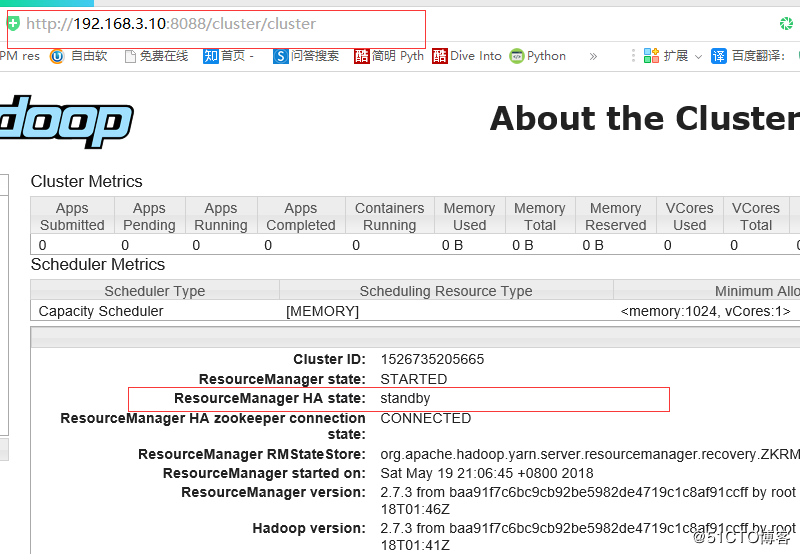 http://192.168.3.10:8088/cluster/cluster
PM res 自由软 免费在线 知 首页 - S 问答搜索 酷 简明 Pyth 酷 Dive Into Python » 扩展 译 百度翻译:
doop
About the Cluster
Cluster Metrics
Apps Submitted Apps Pending Apps Running Apps Completed Containers Running Memory Used Memory Total Memory Reserved VCores Used VCores Total
0 0 0 0 0 0 B 0 B 0 B 0 0
Scheduler Metrics
Scheduler Type Scheduling Resource Type Minimum Allo
Capacity Scheduler [MEMORY] <memory:1024, vCores:1>
Cluster ID: 1526735205665
ResourceManager state: STARTED
ResourceManager HA state: standby
ResourceManager HA zookeeper connection state: CONNECTED
ResourceManager RMStateStore: org.apache.hadoop.yarn.server.resourcemanager.recovery.ZKRM
ResourceManager started on: Sat May 19 21:06:45 +0800 2018
ResourceManager version: 2.7.3 from baa91f7c6bc9cb92be5982de4719c1c8af91ccff by root
18T01:46Z
Hadoop version: 2.7.3 from baa91f7c6bc9cb92be5982de4719c1c8af91ccff by root
18T01:41Z
@51CTO博客